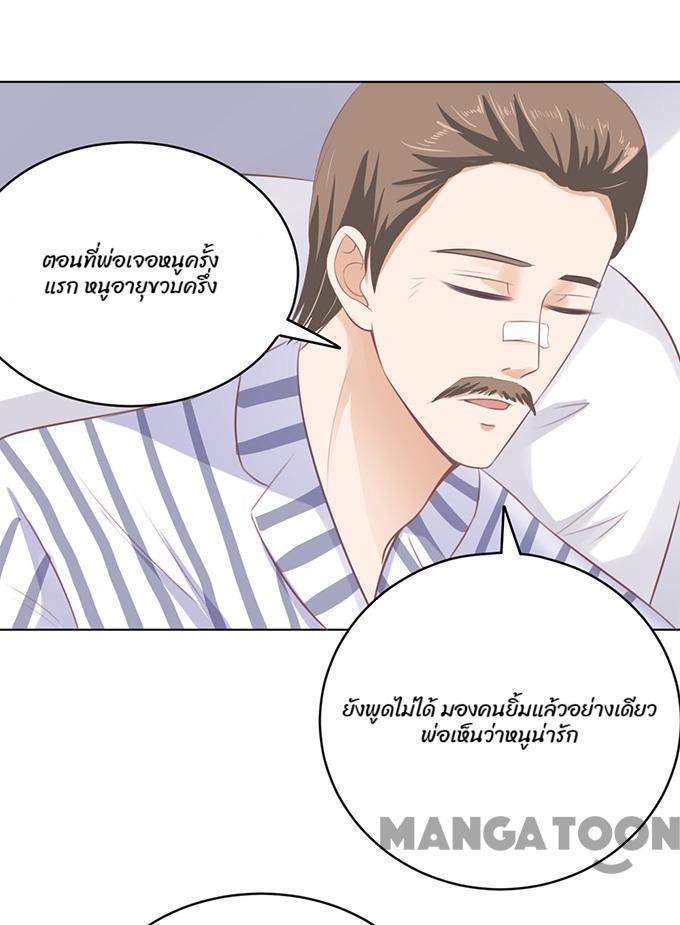 ตอนที่พ่อเจอหนูครั้ง
แรก หนูอายุขวบครึ่ง
ยังพูดไม่ได้ มองคนยิ้มแล้วอย่างเดียว
พ่อเห็นว่าหนูน่ารัก
MANGATOON